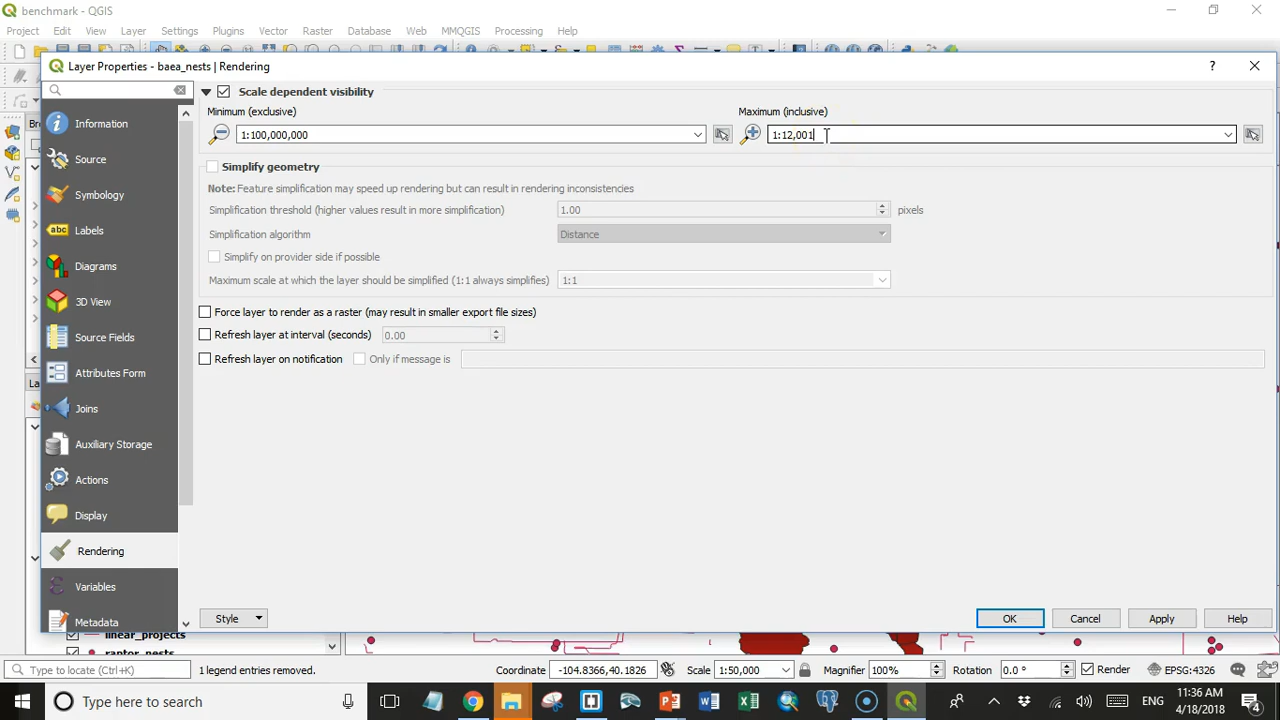 benchmark - QGIS
Project Edit View Layer Settings Plugins Vector Raster Database Web MMQGIS Processing Help
Layer Properties - baea_nests | Rendering
Scale dependent visibility
Minimum (exclusive) Maximum (inclusive)
1:100,000,000 1:12,001
Information
Source
Symbology
abc Labels
Diagrams
3D View
Source Fields
Attributes Form
Joins
Auxiliary Storage
Actions
Display
Rendering
Variables
Metadata
Simplify geometry
Note: Feature simplification may speed up rendering but can result in rendering inconsistencies
Simplification threshold (higher values result in more simplification) 1.00 pixels
Simplification algorithm Distance
Simplify on provider side if possible
Maximum scale at which the layer should be simplified (1:1 always simplifies) 1:1
Force layer to render as a raster (may result in smaller export file sizes)
Refresh layer at interval (seconds) 0.00
Refresh layer on notification Only if message is
Style OK Cancel Apply Help
linear_projects
raptor_nests
Type to locate (Ctrl+K) 1 legend entries removed. Coordinate -104.8366,40.1826 Scale 1:50,000 Magnifier 100% Rotation 0.0 ° Render EPSG:4326
Type here to search ENG 11:36 AM
4/18/2018